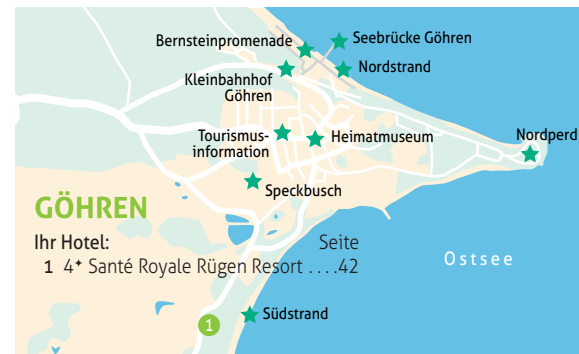 Bernsteinpromenade
Seebrücke Göhren
Nordstrand
Kleinbahnhof
Göhren
Tourismus-
information
Heimatmuseum
Nordperd
Speckbusch
GÖHREN
Ihr Hotel: Seite
1 4✦ Santé Royale Rügen Resort ....42
Ostsee
1
Südstrand